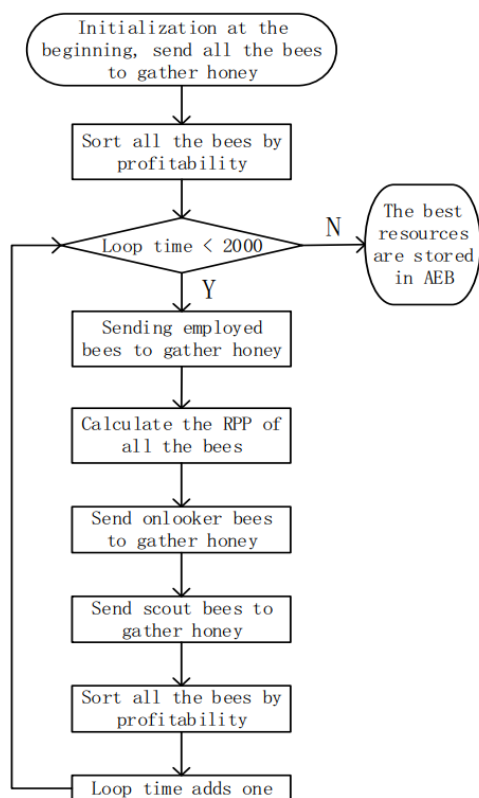 Initialization at the
beginning, send all the bees
to gather honey
Sort all the bees by
profitability
Loop time < 2000
N
The best
resources
are stored
in AEB
Y
Sending employed
bees to gather honey
Calculate the RPP of
all the bees
Send onlooker bees
to gather honey
Send scout bees to
gather honey
Sort all the bees by
profitability
Loop time adds one